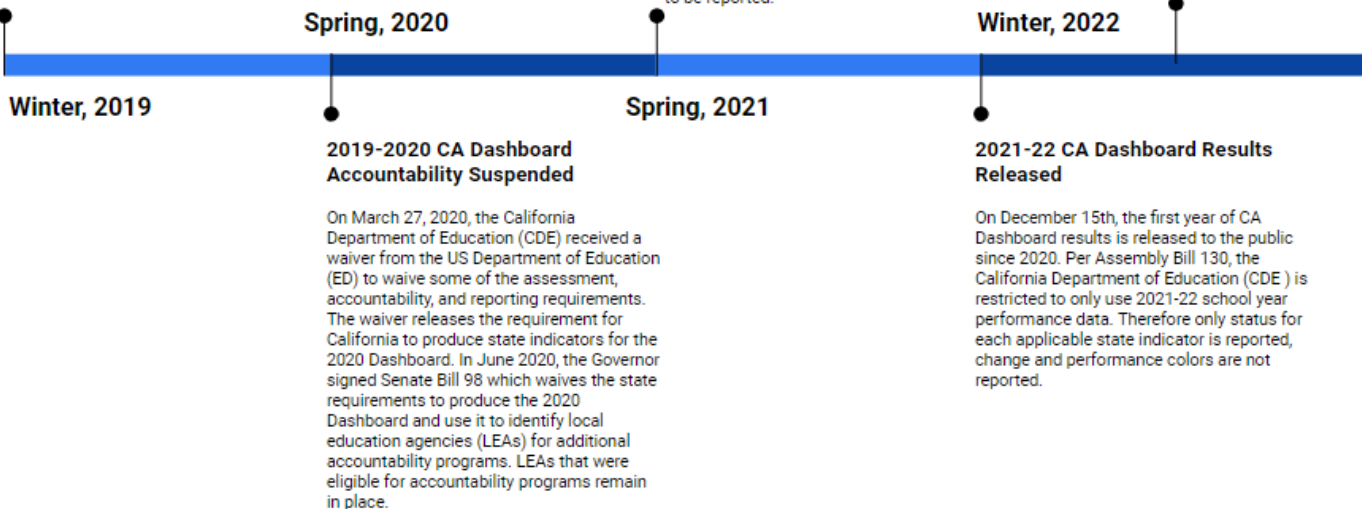 to be reported.
Spring, 2020
Winter, 2022
Winter, 2019
Spring, 2021
2019-2020 CA Dashboard
Accountability Suspended
On March 27, 2020, the California
Department of Education (CDE) received a
waiver from the US Department of Education
(ED) to waive some of the assessment,
accountability, and reporting requirements.
The waiver releases the requirement for
California to produce state indicators for the
2020 Dashboard. In June 2020, the Governor
signed Senate Bill 98 which waives the state
requirements to produce the 2020
Dashboard and use it to identify local
education agencies (LEAs) for additional
accountability programs. LEAs that were
eligible for accountability programs remain
in place.
2021-22 CA Dashboard Results
Released
On December 15th, the first year of CA
Dashboard results is released to the public
since 2020. Per Assembly Bill 130, the
California Department of Education (CDE ) is
restricted to only use 2021-22 school year
performance data. Therefore only status for
each applicable state indicator is reported,
change and performance colors are not
reported.